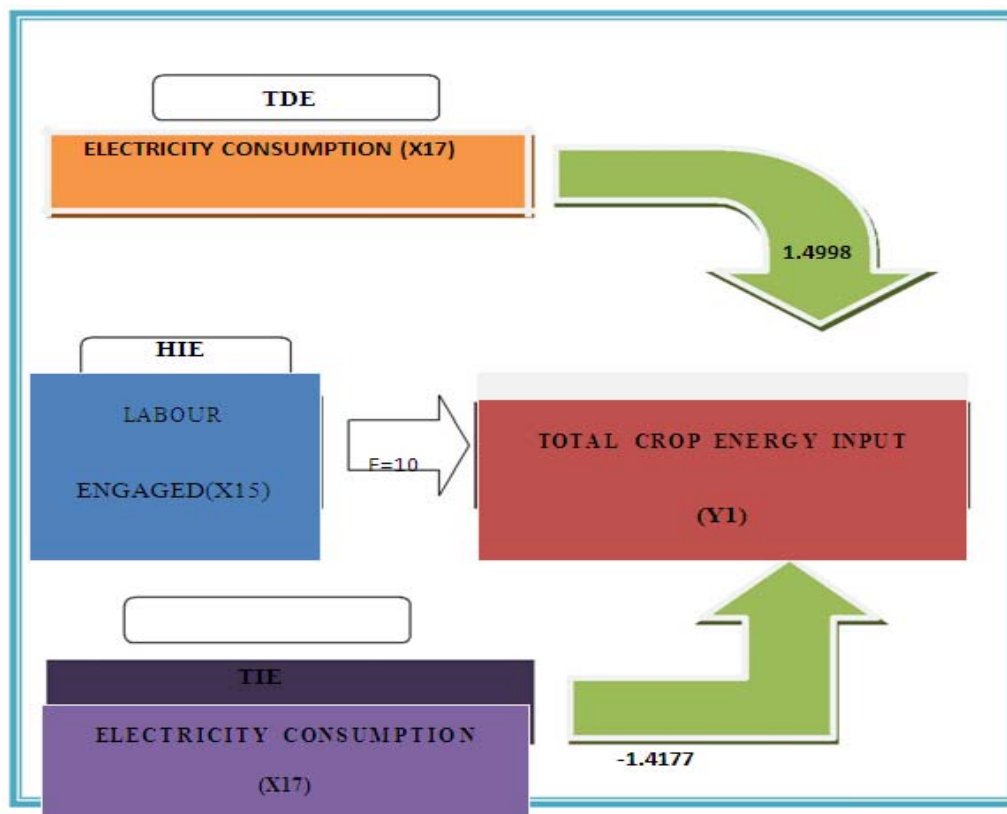 TDE
ELECTRICITY CONSUMPTION (X17)
1.4998
HIE
LABOUR
ENGAGED(X15)
F=10
TOTAL CROP ENERGY INPUT
(Y1)
TIE
ELECTRICITY CONSUMPTION
(X17)
-1.4177